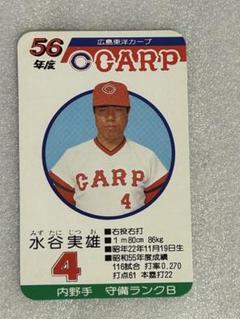 56
年度
広島東洋カープ
CARP
CARP
4
みず たに じつ お
水谷実雄
4
■右投右打
■1m80cm 86kg
■昭和22年11月19日生
■昭和55年度成績
116試合 打率0.270
打点61 本塁打22
内野手 守備ランクB